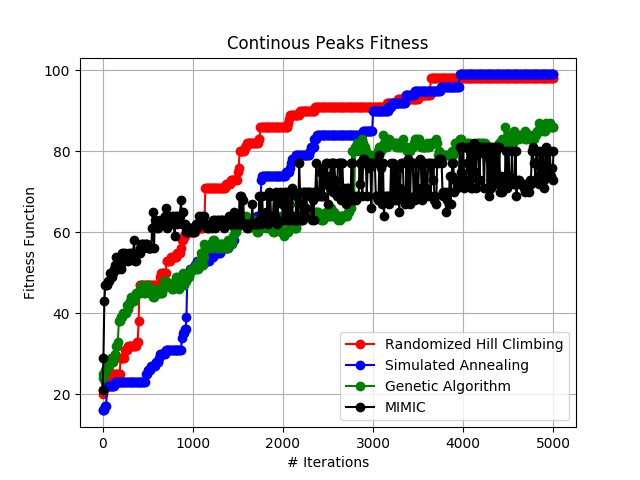 Continous Peaks Fitness
Fitness Function
100
80
60
40
20
0
1000
2000
3000
4000
5000
# Iterations
Randomized Hill Climbing
Simulated Annealing
Genetic Algorithm
MIMIC